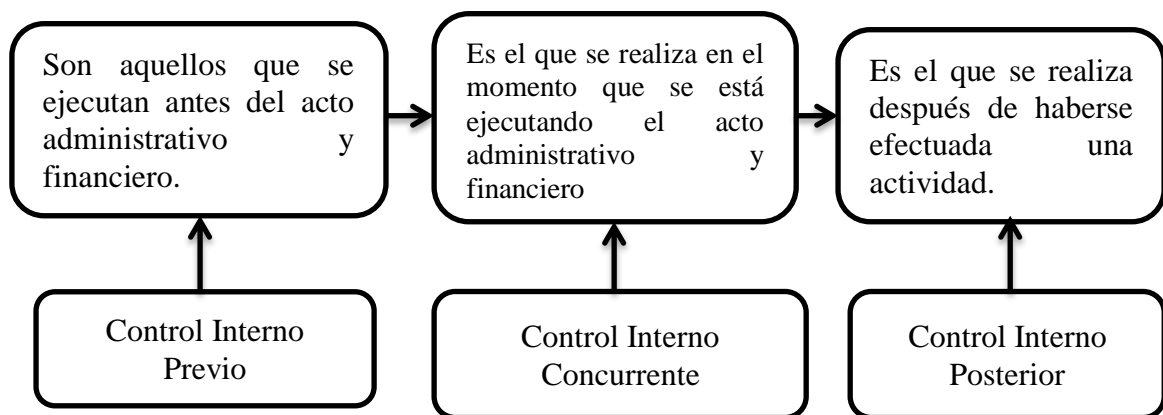 Son aquellos que se
ejecutan antes del acto
administrativo y
financiero.
Es el que se realiza en el
momento que se está
ejecutando el acto
administrativo y
financiero
Es el que se realiza
después de haberse
efectuada una
actividad.
Control Interno
Previo
Control Interno
Concurrente
Control Interno
Posterior